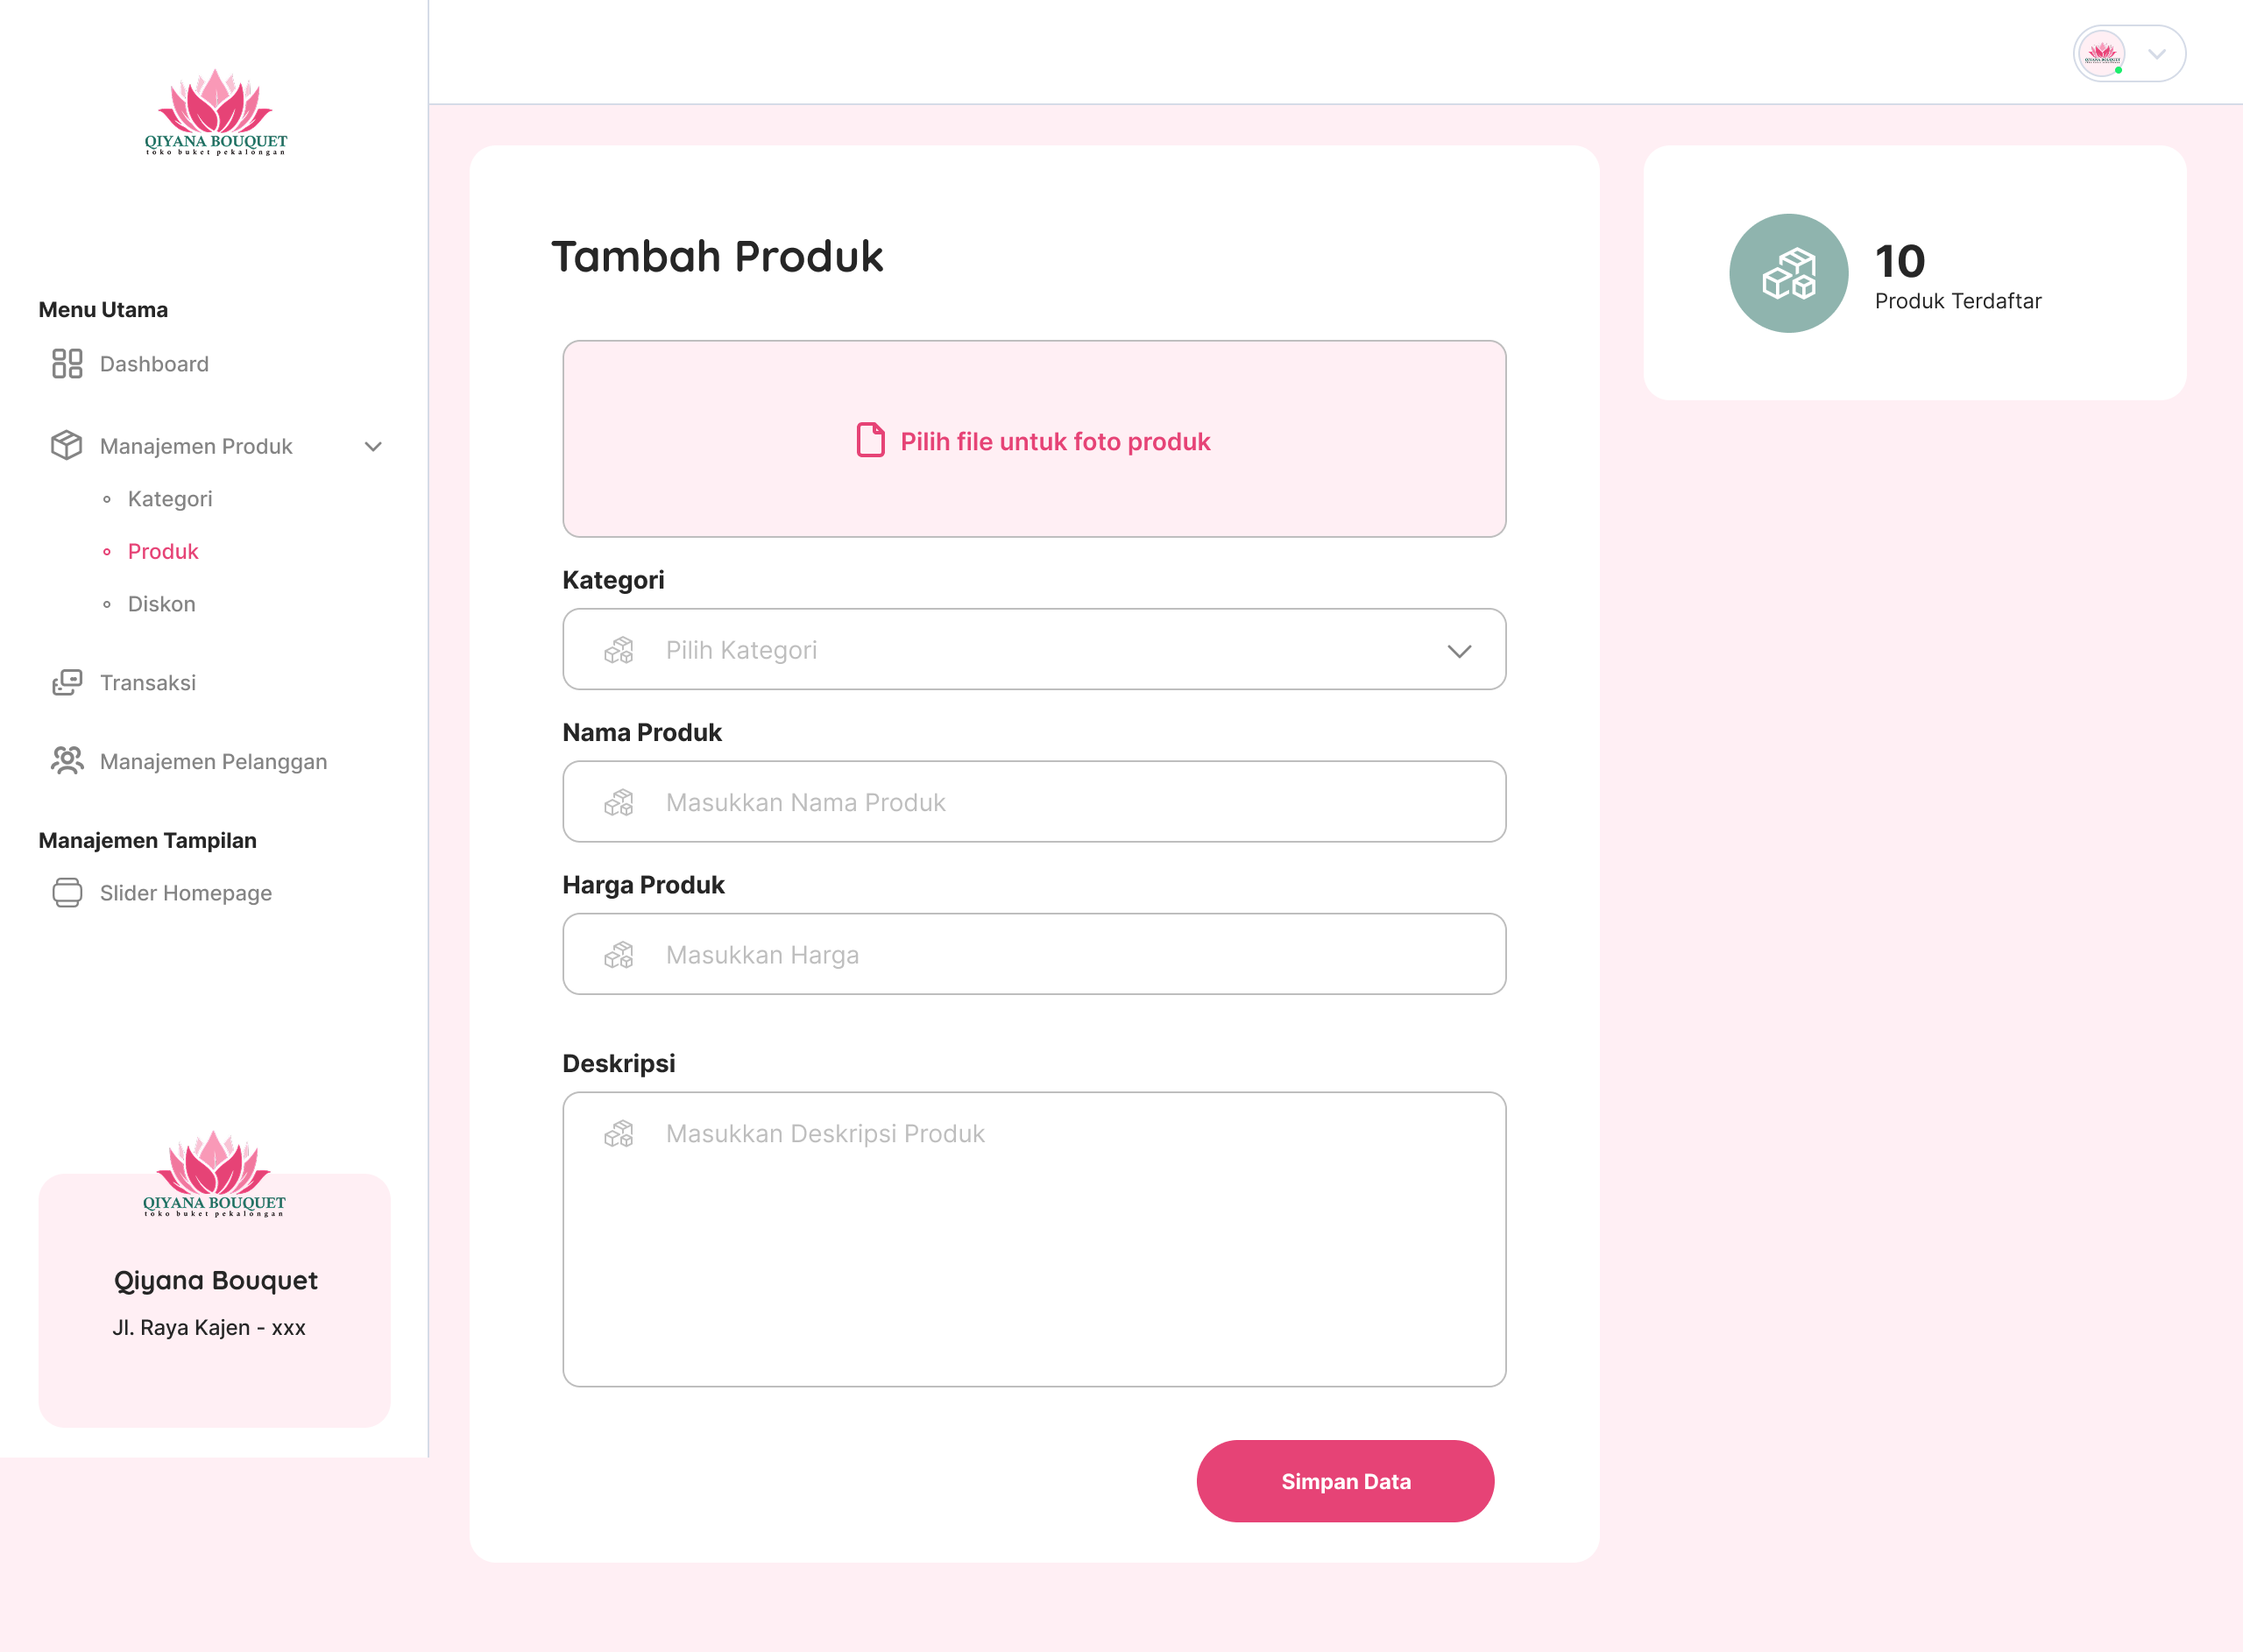 QIYANA BOUQUET
toko buket pekalongan
Menu Utama
Dashboard
Manajemen Produk
Kategori
Produk
Diskon
Transaksi
Manajemen Pelanggan
Manajemen Tampilan
Slider Homepage
QIYANA BOUQUET
toko buket pekalongan
Qiyana Bouquet
Jl. Raya Kajen - xxx
Tambah Produk
Pilih file untuk foto produk
Kategori
Pilih Kategori
Nama Produk
Masukkan Nama Produk
Harga Produk
Masukkan Harga
Deskripsi
Masukkan Deskripsi Produk
Simpan Data
QIYANA BOUQUET
10
Produk Terdaftar